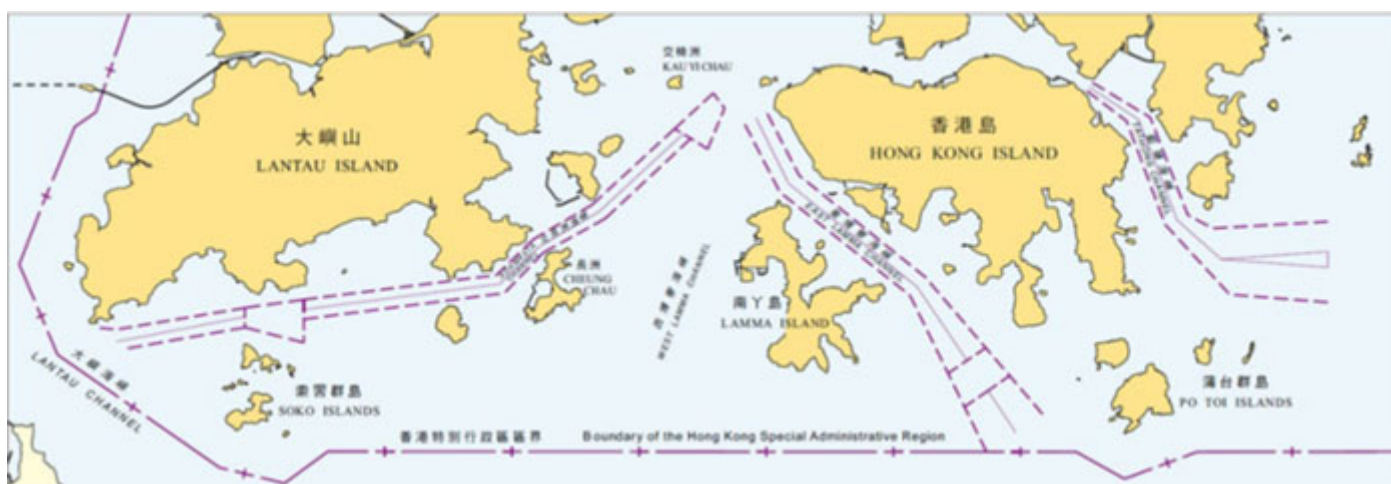 交椅洲
KAU YI CHAU
大嶼山
LANTAU ISLAND
香港島
HONG KONG ISLAND
長洲
CHEUNG
CHAU
WEST LAMMA CHANNEL
EAST LAMMA CHANNEL
CHANNEL
南丫島
LAMMA ISLAND
大嶼海峽
LANTAU CHANNEL
索罟群島
SOKO ISLANDS
蒲台群島
PO TOI ISLANDS
香港特別行政區區界
Boundary of the Hong Kong Special Administrative Region